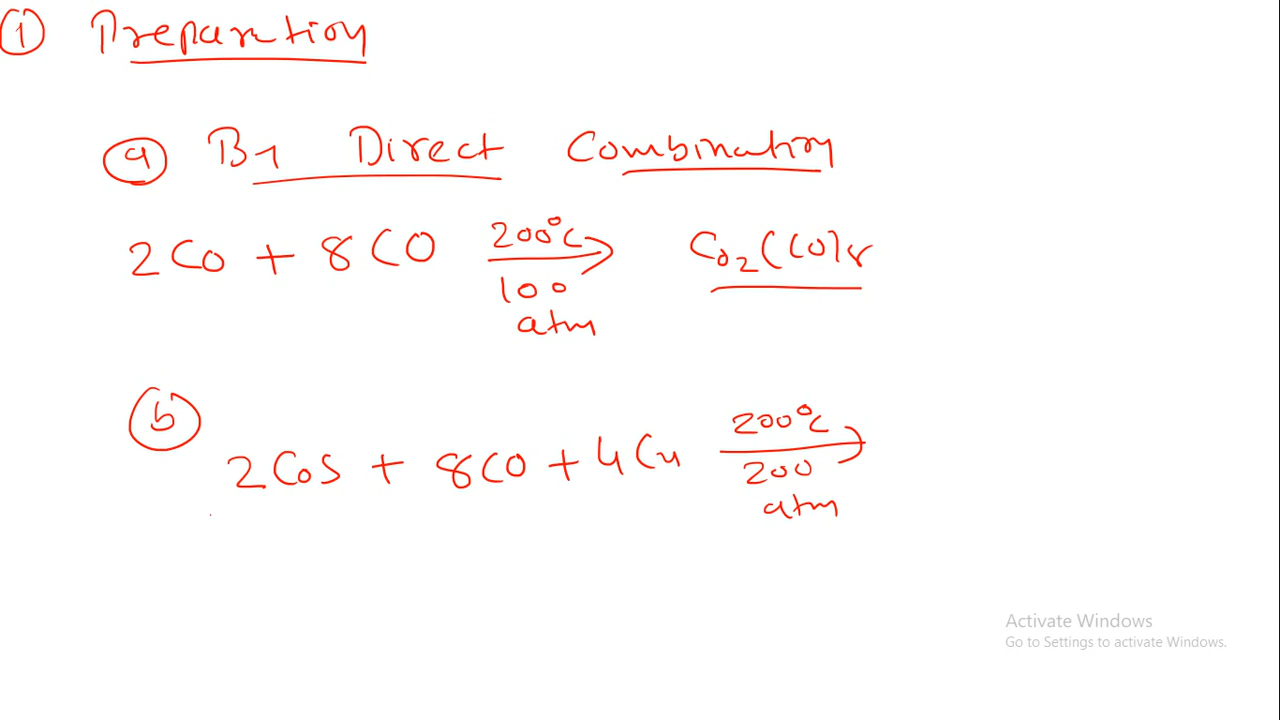 ① Preparation
ⓐ By Direct Combination
2Co + 8CO 200°C/100 atm → Co₂(CO)₈
ⓑ
2CoS + 8CO + 4Cu 200°C/200 atm →
Activate Windows
Go to Settings to activate Windows.